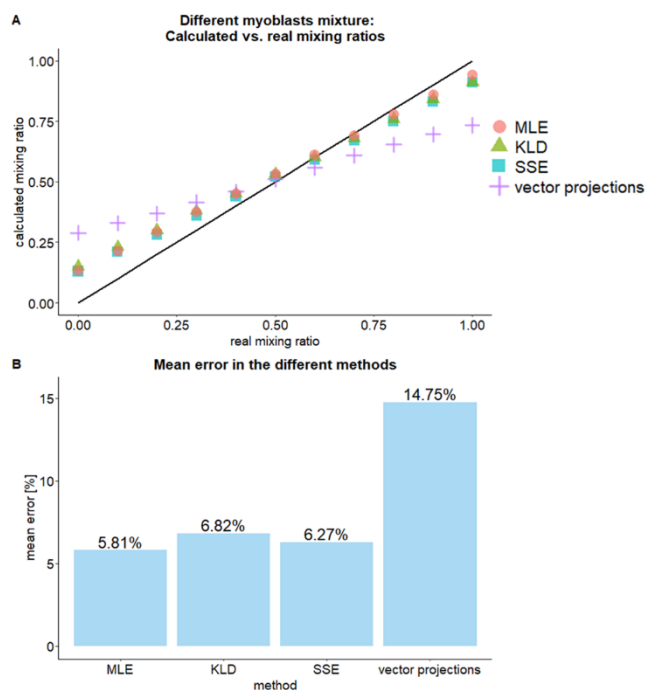 A
Different myoblasts mixture:
Calculated vs. real mixing ratios
calculated mixing ratio
1.00
0.75
0.50
0.25
0.00
0.00 0.25 0.50 0.75 1.00
real mixing ratio
MLE
KLD
SSE
vector projections
B
Mean error in the different methods
mean error [%]
15
10
5
0
5.81%
6.82%
6.27%
14.75%
MLE KLD SSE vector projections
method